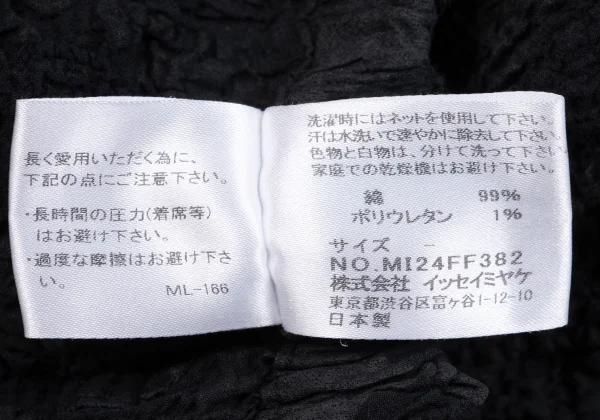 長く愛用いただく為に、
下記の点にご注意下さい。
・長時間の圧力(着席等)
はお避け下さい。
・過度な摩擦はお避け下さ
い。
ML-166
洗濯時にはネットを使用して下さい。
汗は水洗いで速やかに除去して下さい。
色物と白物は、分けて洗って下さい。
家庭での乾燥機はお避け下さい。
綿 99%
ポリウレタン 1%
サイズ -
NO.MI24FF382
株式会社 イッセイミヤケ
東京都渋谷区富ヶ谷1-12-10
日本製